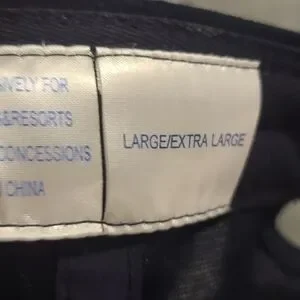 FOR
&RESORTS
CONCESSIONS
CHINA
LARGE/EXTRA LARGE